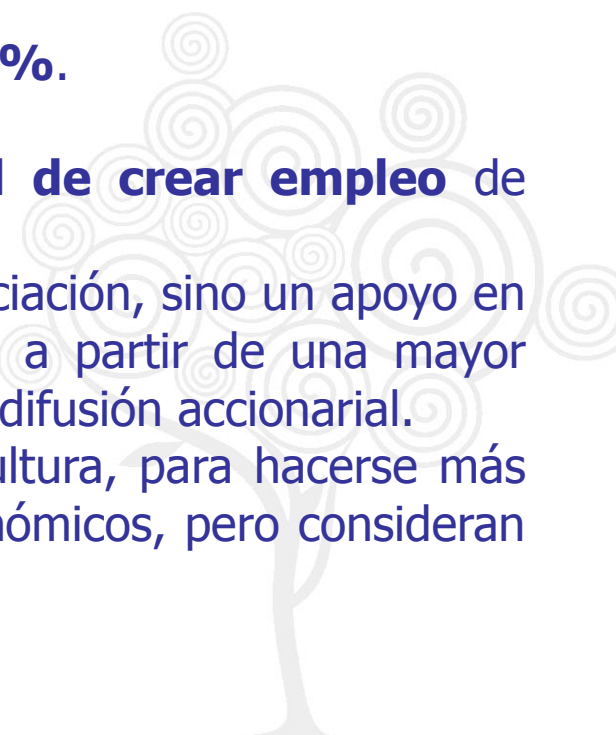 %.
de crear empleo de
ciación, sino un apoyo en
a partir de una mayor
difusión accionarial.
ultura, para hacerse más
nómicos, pero consideran